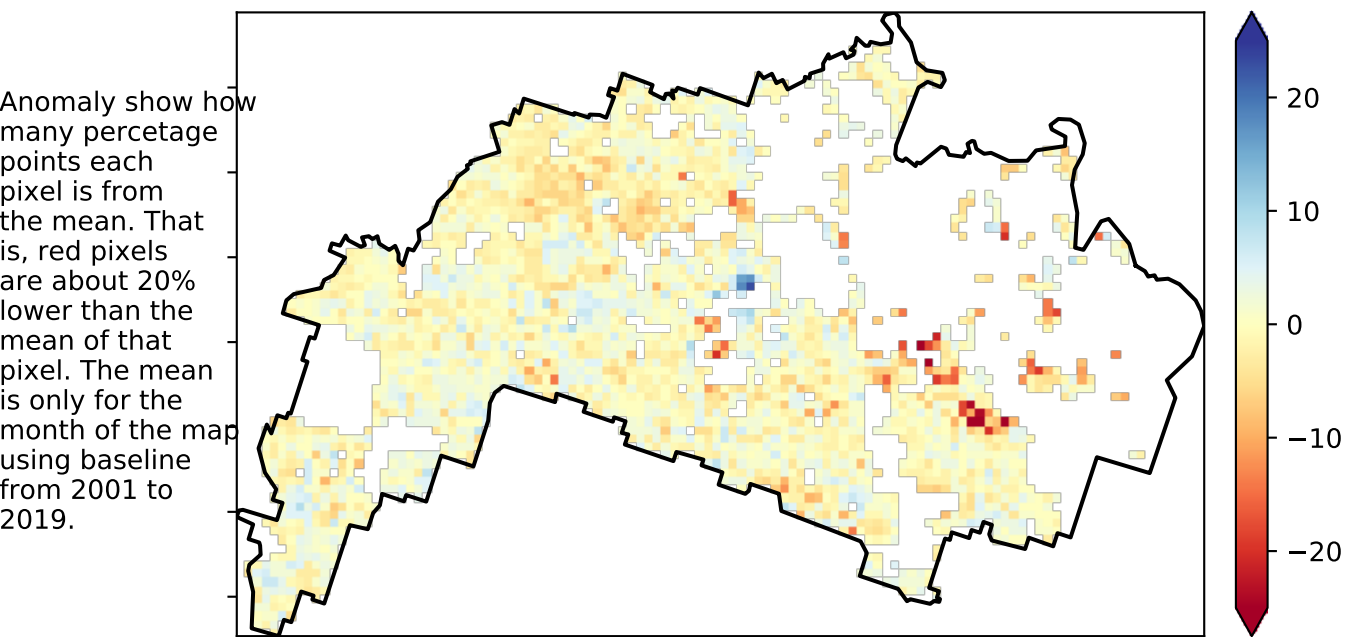 Anomaly show how
many percetage
points each
pixel is from
the mean. That
is, red pixels
are about 20%
lower than the
mean of that
pixel. The mean
is only for the
month of the map
using baseline
from 2001 to
2019.
20
10
0
−10
−20